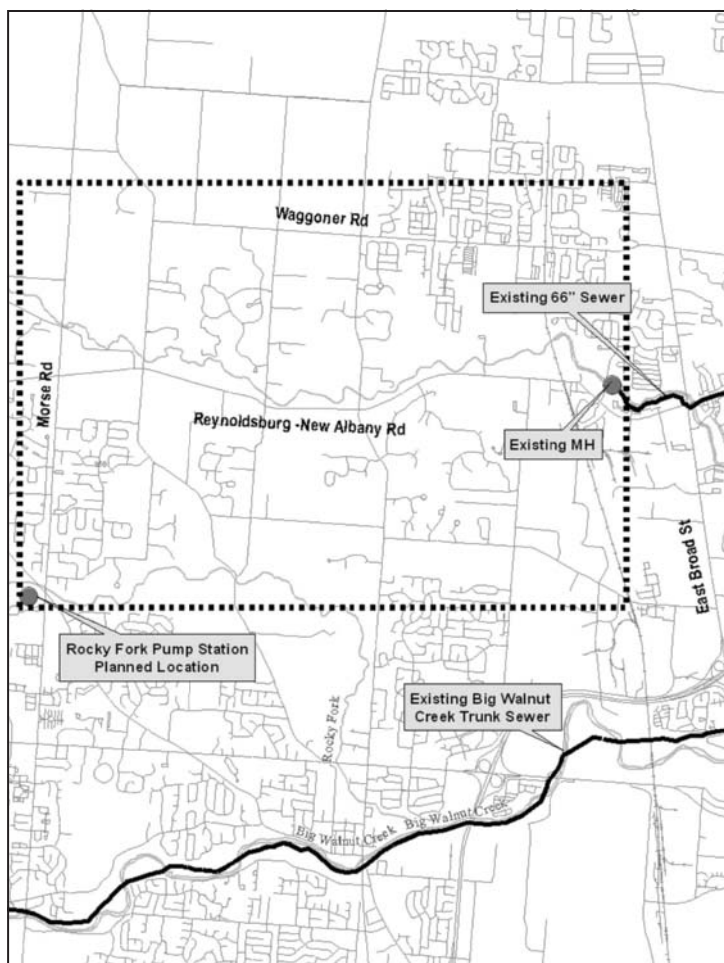 Waggoner Rd
Existing 66" Sewer
Morse Rd
Reynoldsburg -New Albany Rd
Existing MH
East Broad St
Rocky Fork Pump Station
Planned Location
Existing Big Walnut
Creek Trunk Sewer
Rocky Fork
Big Walnut Creek
Big Walnut Creek